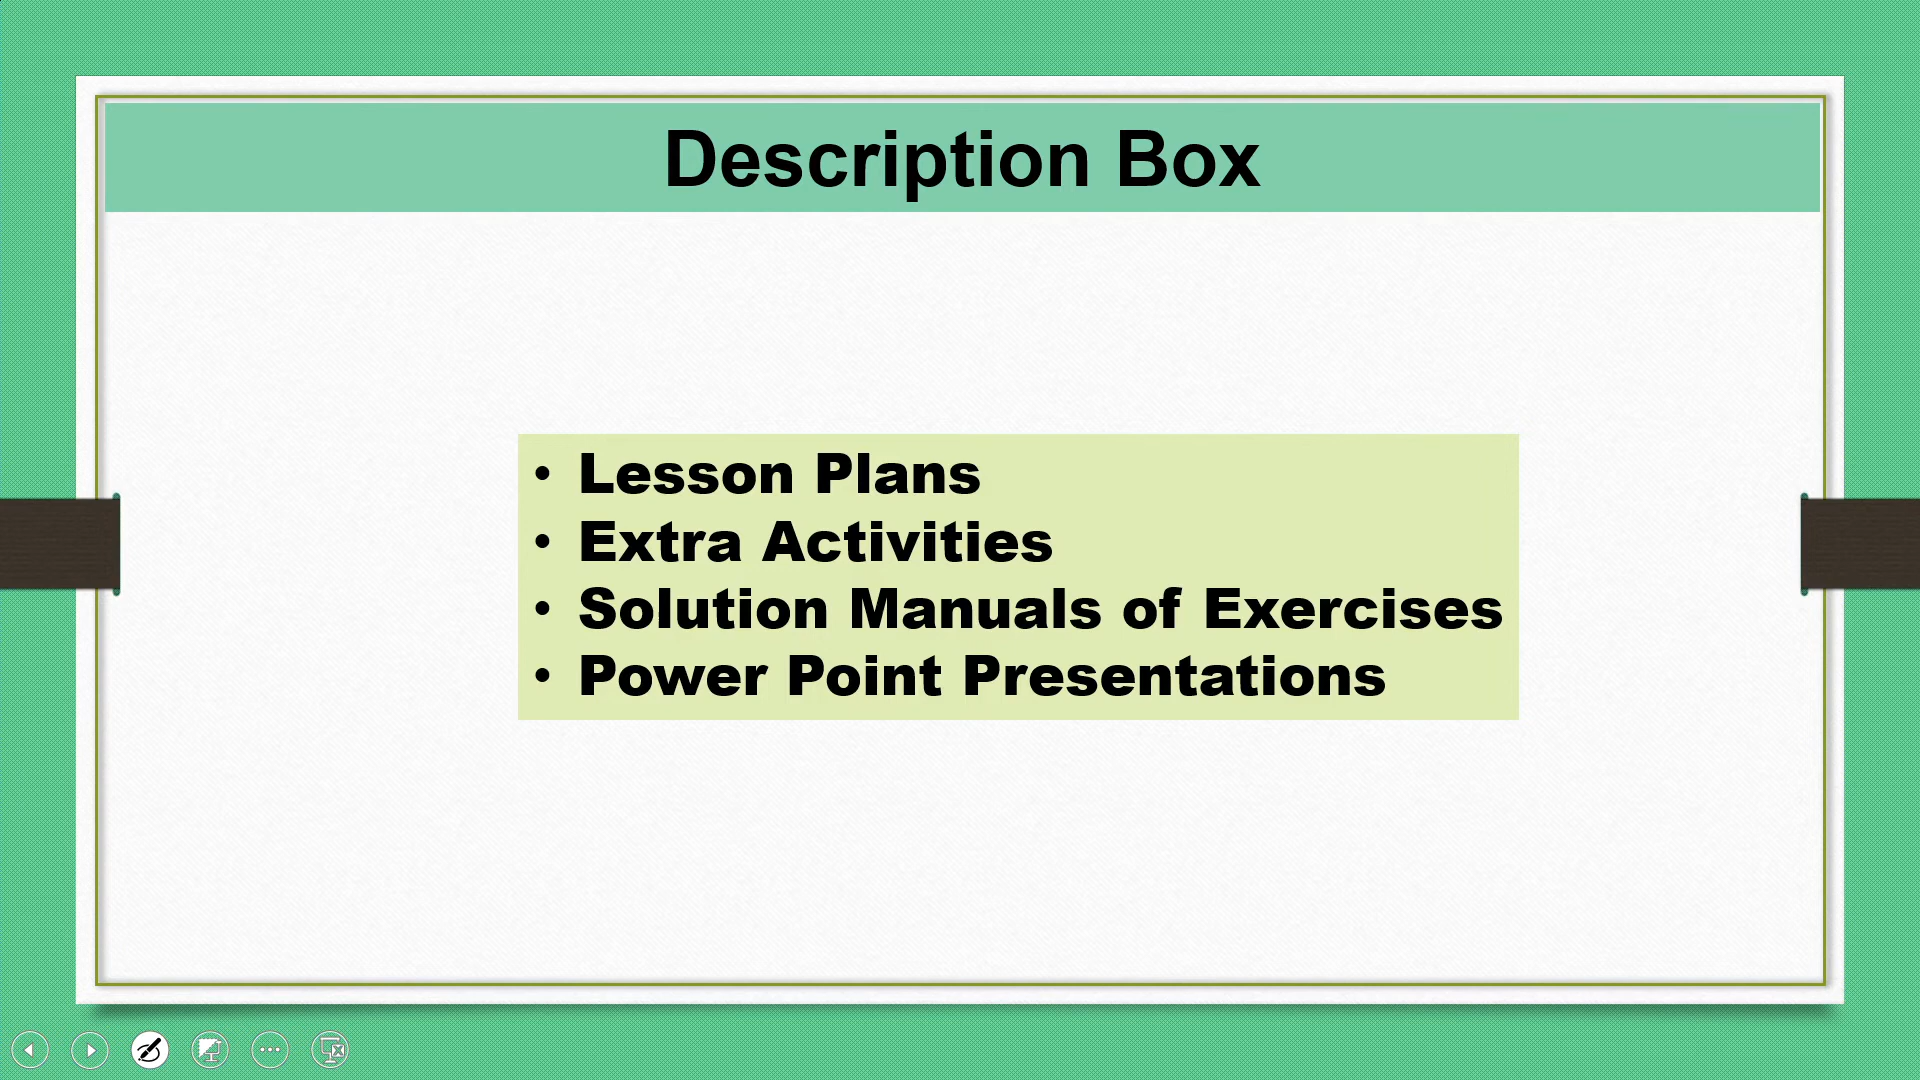 Description Box
• Lesson Plans
• Extra Activities
• Solution Manuals of Exercises
• Power Point Presentations